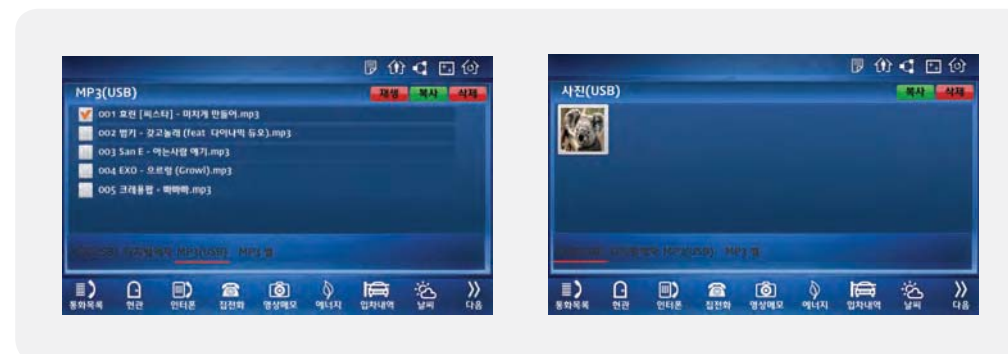 MP3(USB) 재생 복사 삭제
001 효린 [씨스타] - 미치게 만들어.mp3
002 범키 - 갖고놀래 (feat 다이나믹 듀오).mp3
003 San E - 아는사람 얘기.mp3
004 EXO - 으르렁 (Growl).mp3
005 크레용팝 - 빠빠빠.mp3
MP3(USB) MP3 앨
통화목록 현관 인터폰 집전화 영상메모 에너지 입차내역 날씨 다음
사진(USB) 복사 삭제
MP3(USB) MP3 앨
통화목록 현관 인터폰 집전화 영상메모 에너지 입차내역 날씨 다음